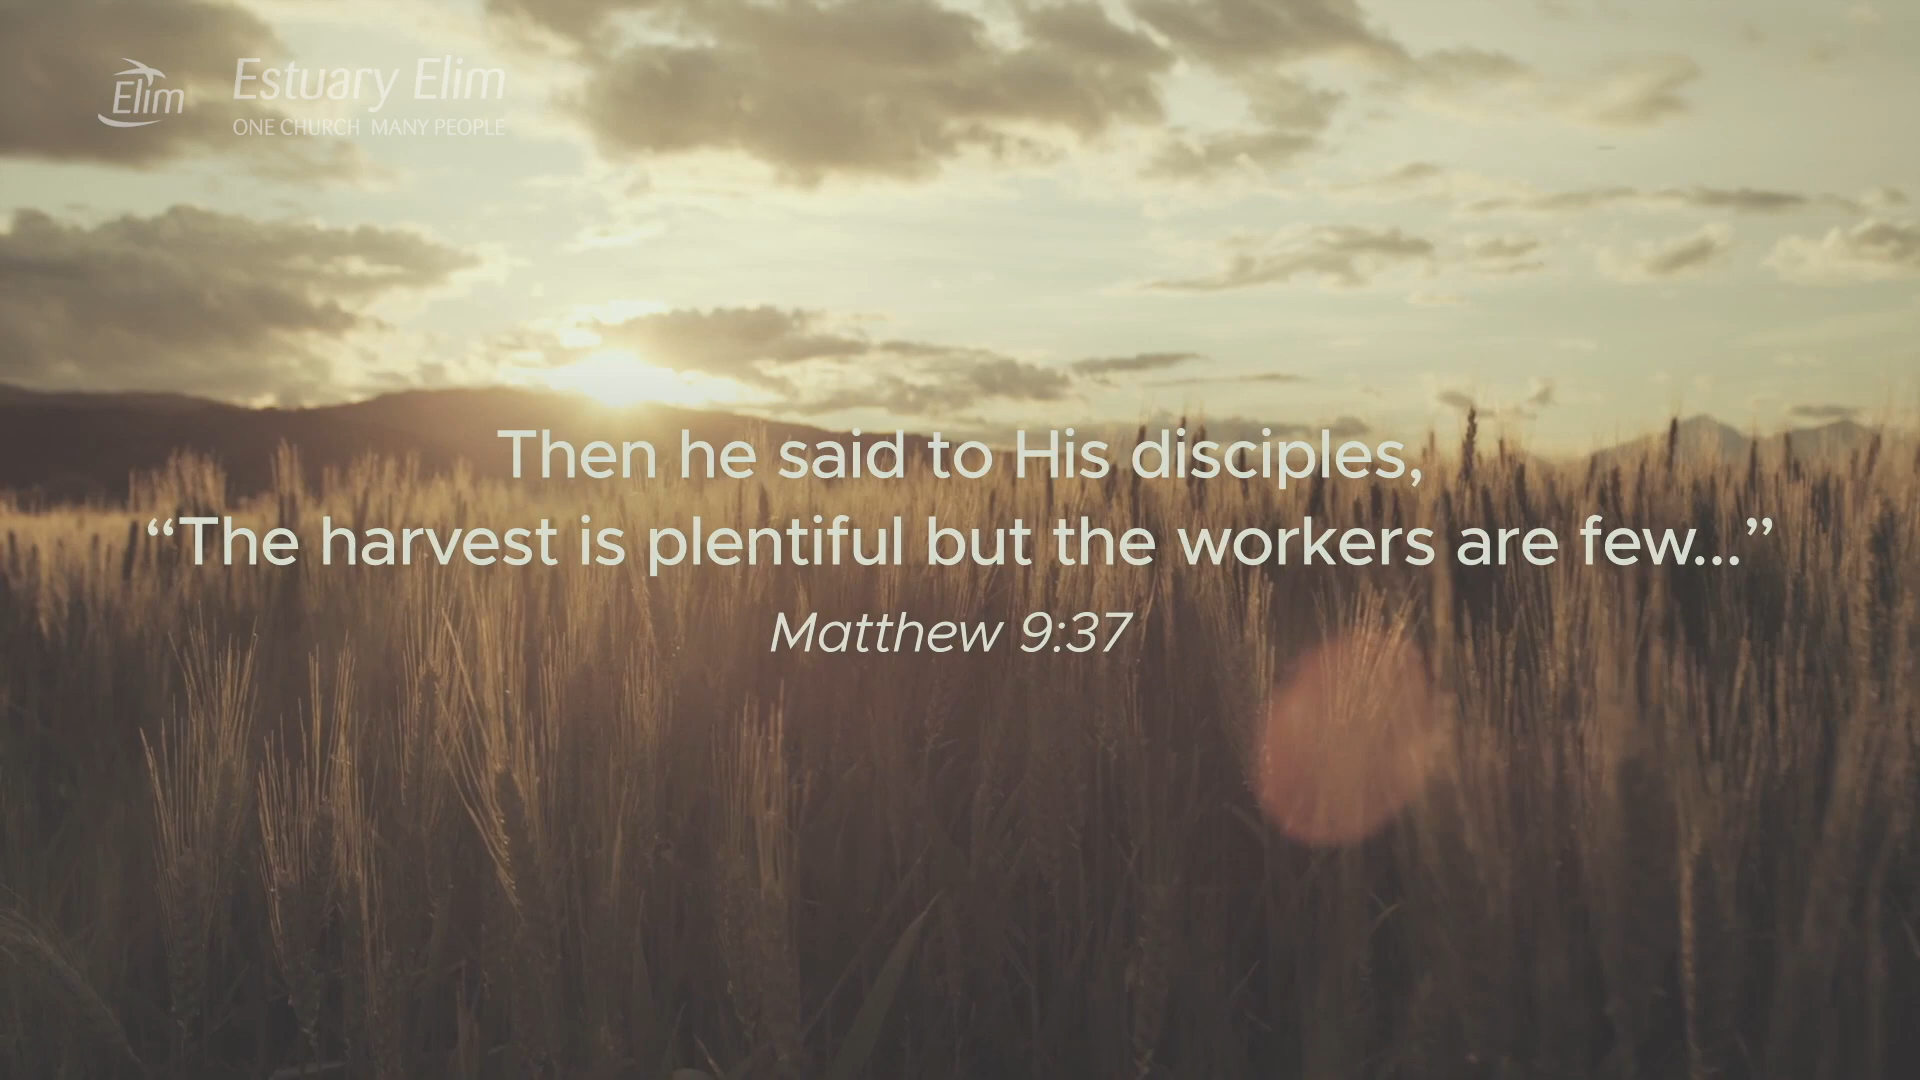 Elim
Estuary Elim
ONE CHURCH MANY PEOPLE
Then he said to His disciples,
“The harvest is plentiful but the workers are few...”
Matthew 9:37